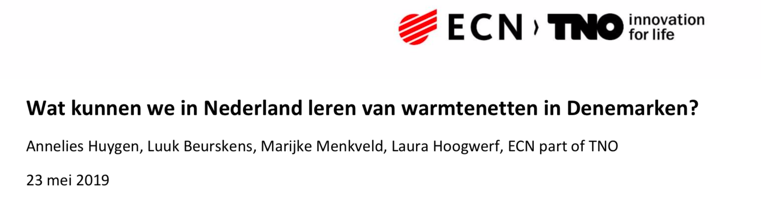 ECN › TNO innovation
for life
Wat kunnen we in Nederland leren van warmtenetten in Denemarken?
Annelies Huygen, Luuk Beurskens, Marijke Menkveld, Laura Hoogwerf, ECN part of TNO
23 mei 2019